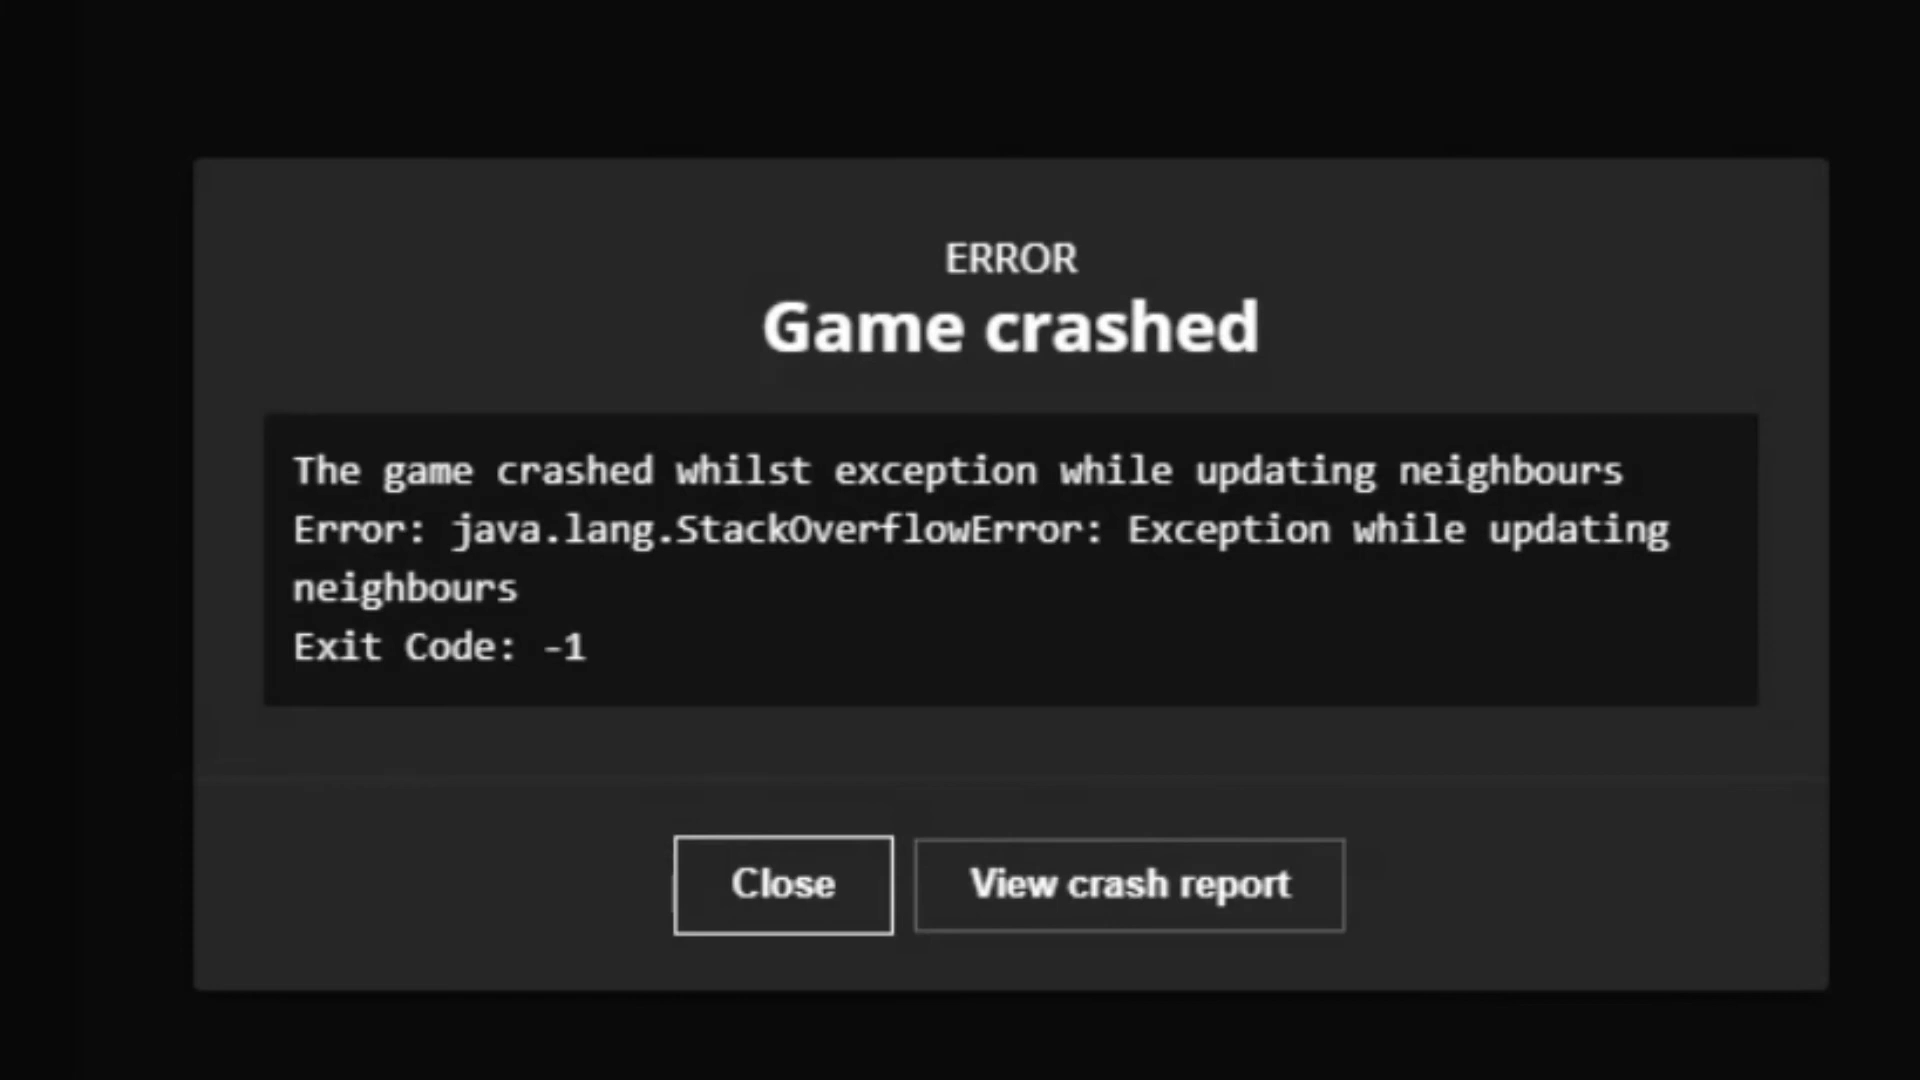 ERROR
Game crashed
The game crashed whilst exception while updating neighbours
Error: java.lang.StackOverflowError: Exception while updating
neighbours
Exit Code: -1
Close
View crash report